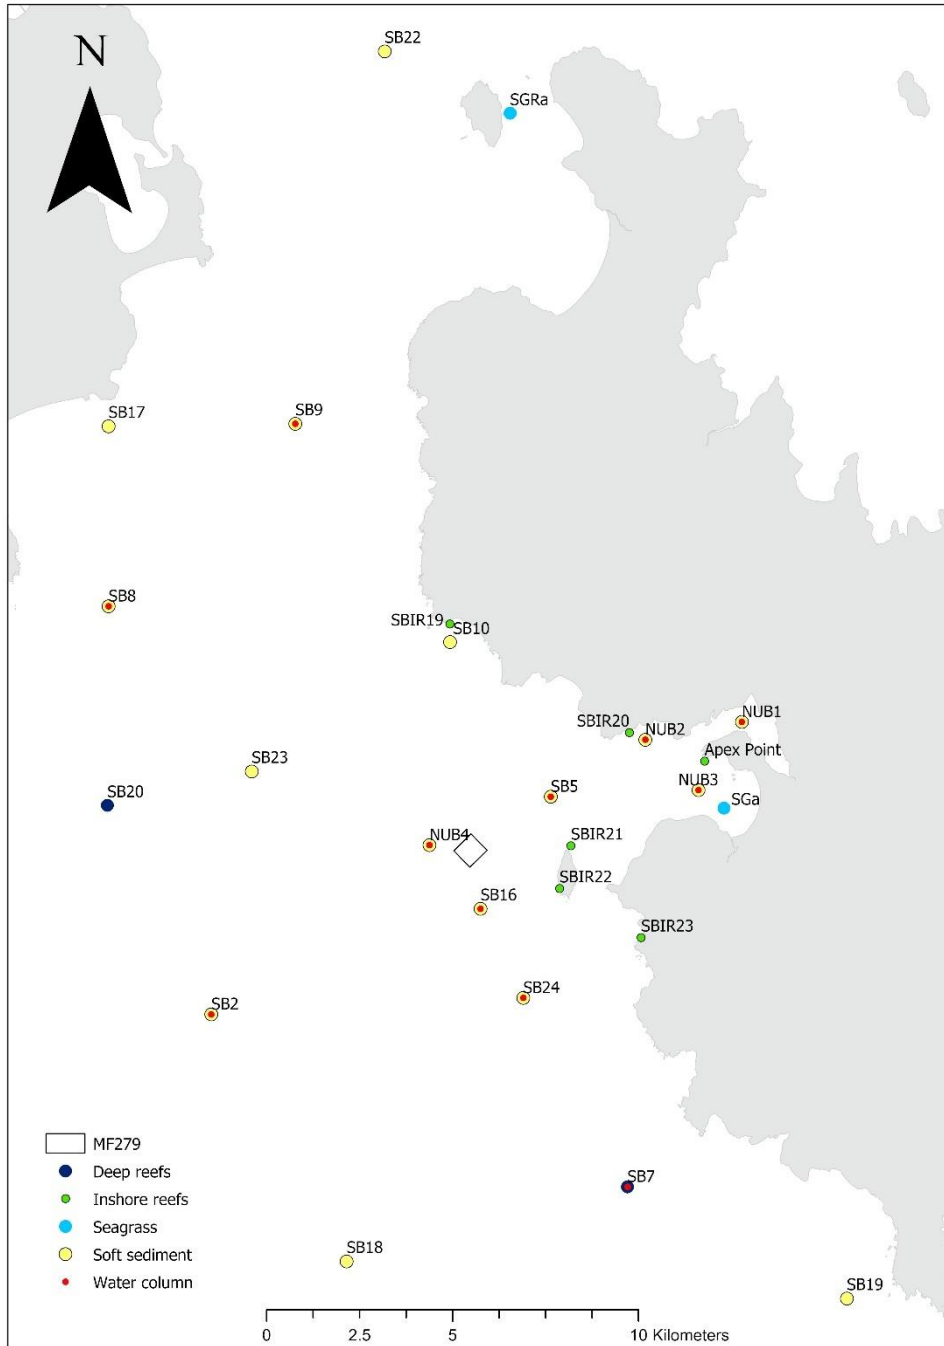 SB22
N
SGRa
SB17
SB9
SB8
SBIR19
SB10
SBIR20
NUB2
NUB1
Apex Point
SB23
SB20
SB5
NUB3
SGa
NUB4
SBIR21
SBIR22
SB16
SBIR23
SB24
SB2
MF279
Deep reefs
SB7
Inshore reefs
Seagrass
Soft sediment
SB18
Water column
SB19
0 2.5 5 10 Kilometers